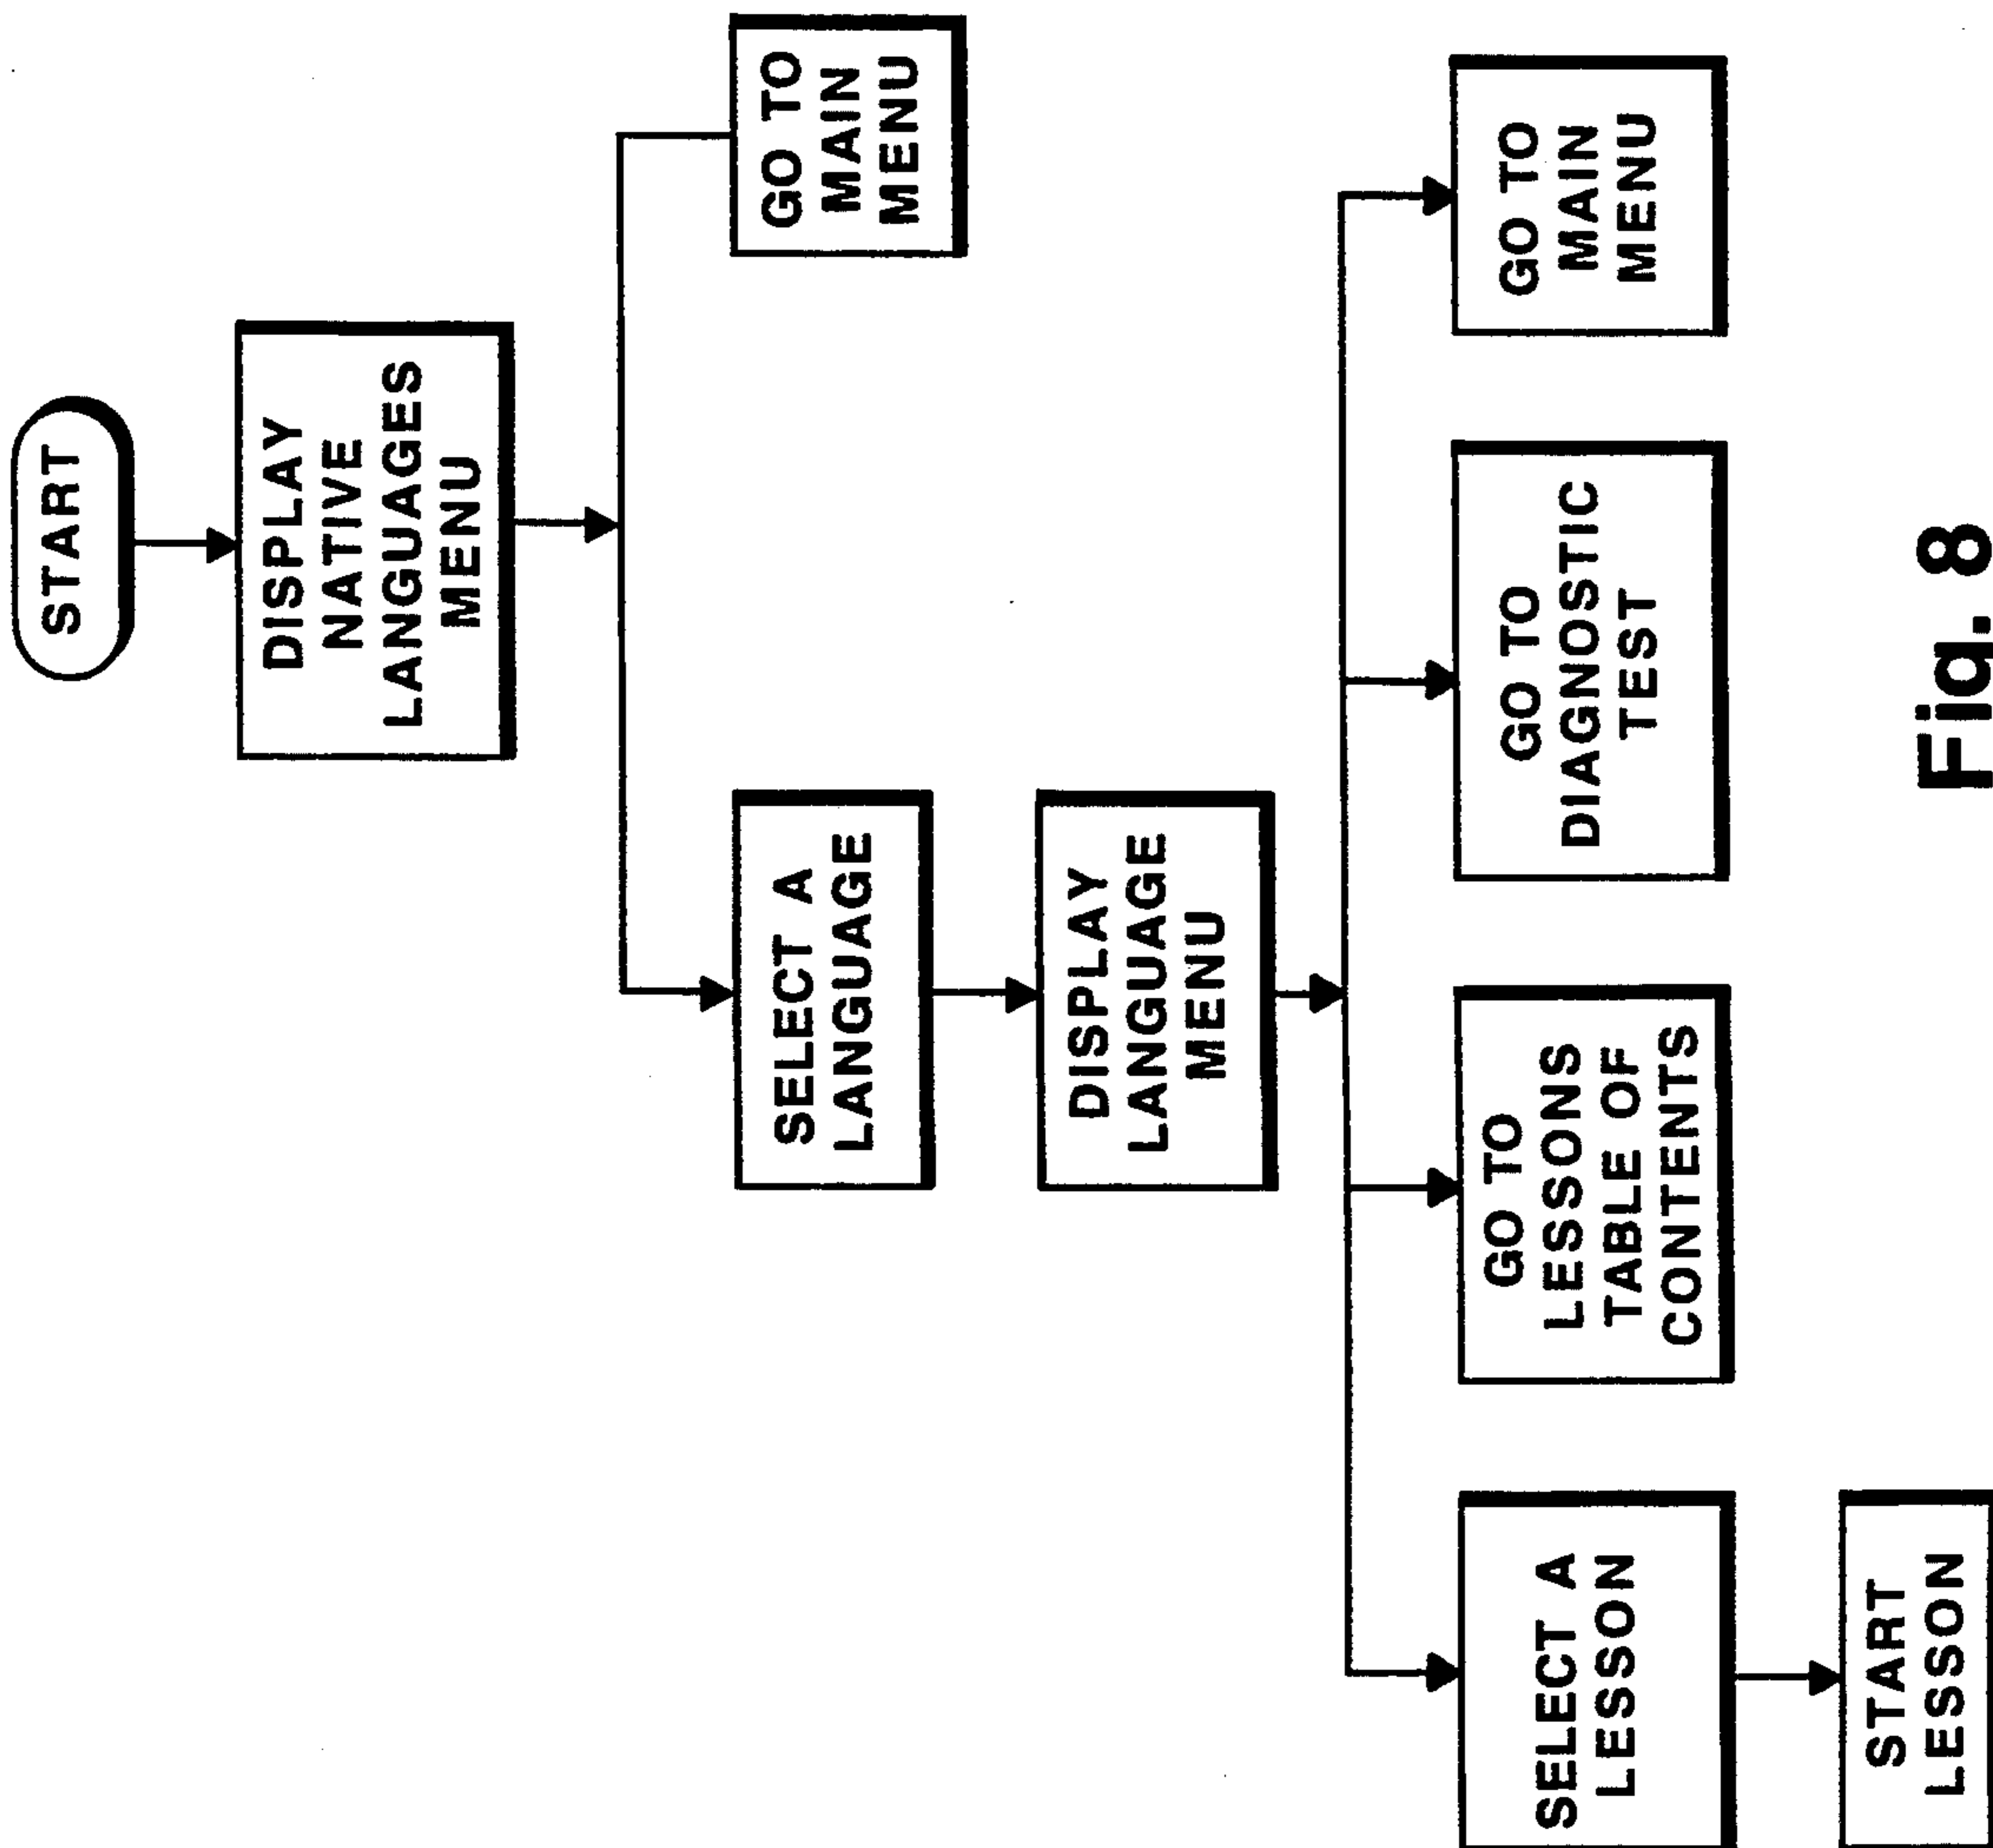 START
DISPLAY
NATIVE
LANGUAGES
MENU
SELECT A
LANGUAGE
GO TO
MAIN
MENU
DISPLAY
LANGUAGE
MENU
SELECT A
LESSON
GO TO
LESSONS
TABLE OF
CONTENTS
GO TO
DIAGNOSTIC
TEST
GO TO
MAIN
MENU
START
LESSON
Fig. 8